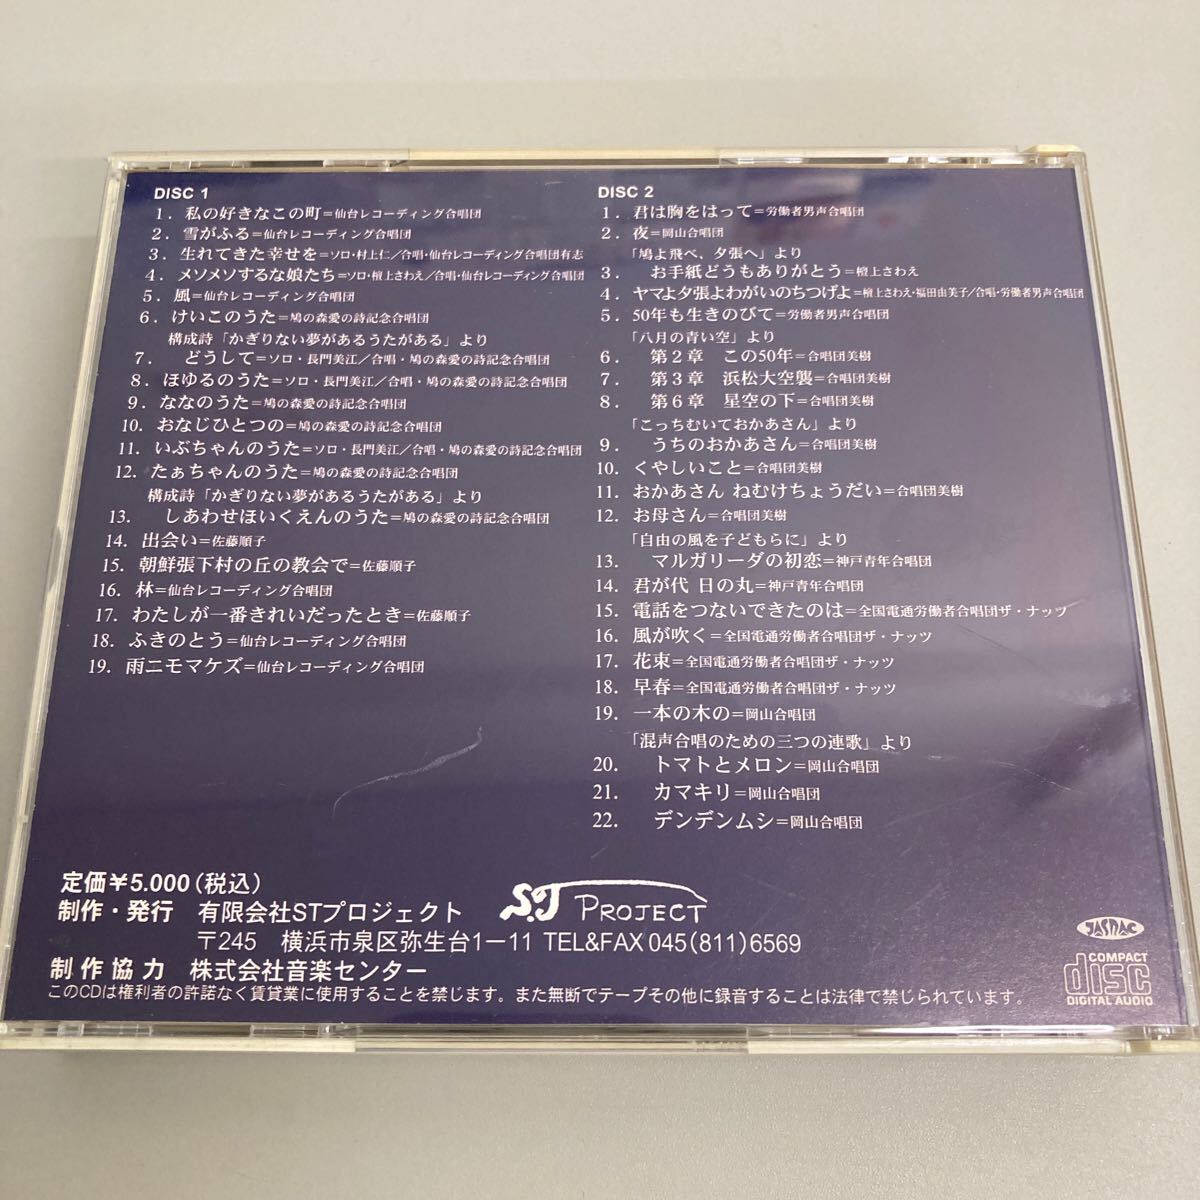 DISC 1
1. 私の好きなこの町=仙台レコーディング合唱団
2. 雪がふる=仙台レコーディング合唱団
3. 生れてきた幸せを=ソロ・村上仁/合唱・仙台レコーディング合唱団有志
4. メソメソするな娘たち=ソロ・檀上さわえ/合唱・仙台レコーディング合唱団
5. 風=仙台レコーディング合唱団
6. けいこのうた=鳩の森愛の詩記念合唱団
構成詩「かぎりない夢があるうたがある」より
7. どうして=ソロ・長門美江/合唱・鳩の森愛の詩記念合唱団
8. ほゆるのうた=ソロ・長門美江/合唱・鳩の森愛の詩記念合唱団
9. ななのうた=鳩の森愛の詩記念合唱団
10. おなじひとつの=鳩の森愛の詩記念合唱団
11. いぶちゃんのうた=ソロ・長門美江/合唱・鳩の森愛の詩記念合唱団
12. たぁちゃんのうた=鳩の森愛の詩記念合唱団
構成詩「かぎりない夢があるうたがある」より
13. しあわせほいくえんのうた=鳩の森愛の詩記念合唱団
14. 出会い=佐藤順子
15. 朝鮮張下村の丘の教会で=佐藤順子
16. 林=仙台レコーディング合唱団
17. わたしが一番きれいだったとき=佐藤順子
18. ふきのとう=仙台レコーディング合唱団
19. 雨ニモマケズ=仙台レコーディング合唱団
DISC 2
1. 君は胸をはって=労働者男声合唱団
2. 夜=岡山合唱団
「鳩よ飛べ、夕張へ」より
3. お手紙どうもありがとう=檀上さわえ
4. ヤマよ夕張よわがいのちつげよ=檀上さわえ・福田由美子/合唱・労働者男声合唱団
5. 50年も生きのびて=労働者男声合唱団
「八月の青い空」より
6. 第2章 この50年=合唱団美樹
7. 第3章 浜松大空襲=合唱団美樹
8. 第6章 星空の下=合唱団美樹
「こっちむいておかあさん」より
9. うちのおかあさん=合唱団美樹
10. くやしいこと=合唱団美樹
11. おかあさん ねむけちょうだい=合唱団美樹
12. お母さん=合唱団美樹
「自由の風を子どもらに」より
13. マルガリーダの初恋=神戸青年合唱団
14. 君が代 日の丸=神戸青年合唱団
15. 電話をつないできたのは=全国電通労働者合唱団ザ・ナッツ
16. 風が吹く=全国電通労働者合唱団ザ・ナッツ
17. 花束=全国電通労働者合唱団ザ・ナッツ
18. 早春=全国電通労働者合唱団ザ・ナッツ
19. 一本の木の=岡山合唱団
「混声合唱のための三つの連歌」より
20. トマトとメロン=岡山合唱団
21. カマキリ=岡山合唱団
22. デンデンムシ=岡山合唱団
定価¥5.000(税込)
制作・発行 有限会社STプロジェクト S.T PROJECT
〒245 横浜市泉区弥生台1-11 TEL&FAX 045(811)6569
制作協力 株式会社音楽センター
このCDは権利者の許諾なく賃貸業に使用することを禁じます。また無断でテープその他に録音することは法律で禁じられています。
JASRAC
COMPACT
disc
DIGITAL AUDIO